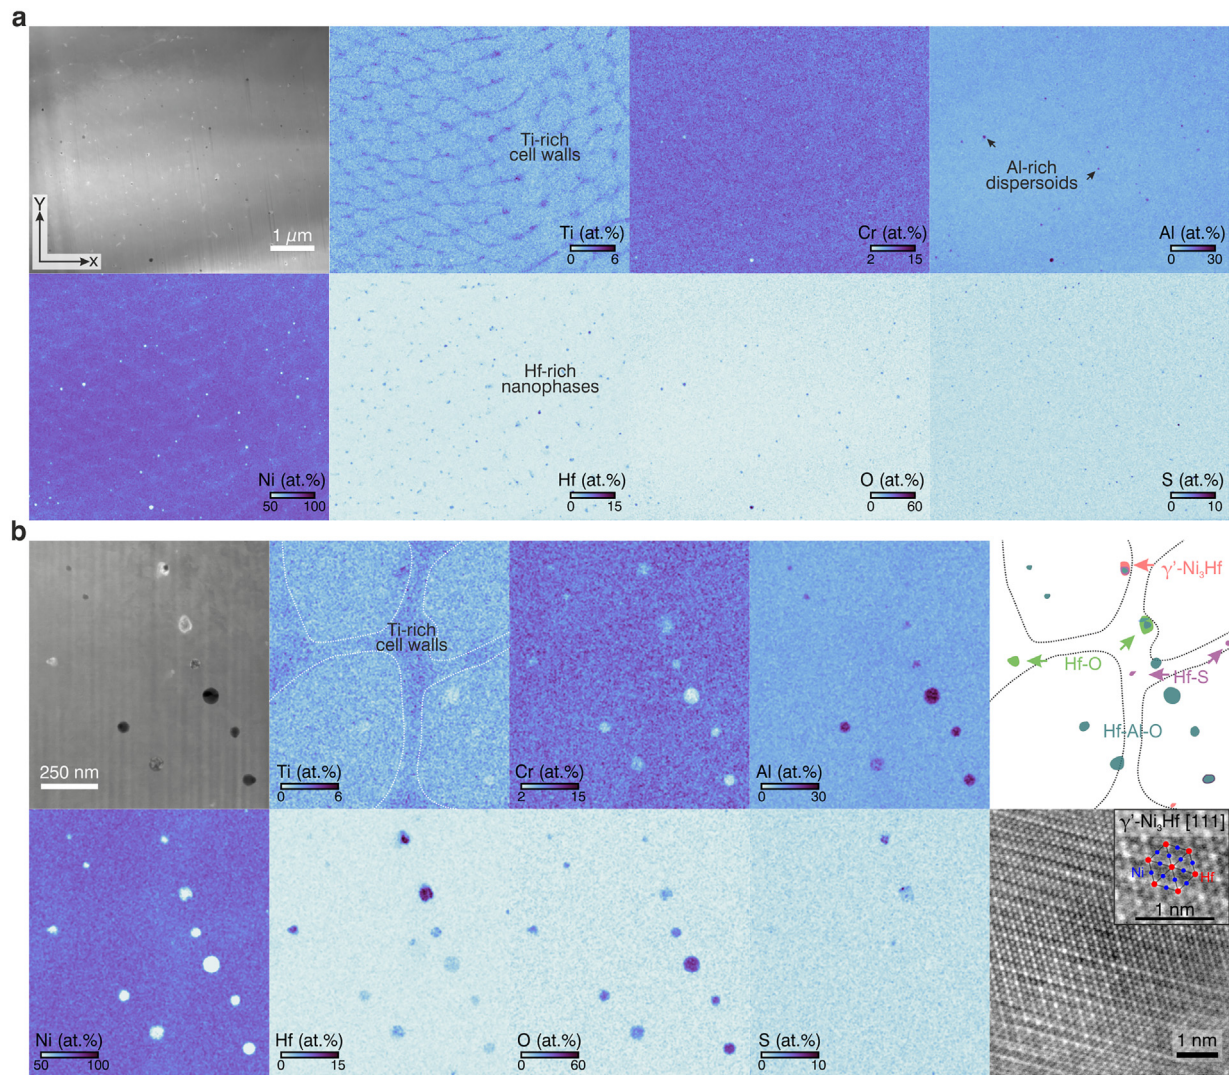 a
Y
x
1 μm
Ti-rich
cell walls
Ti (at.%)
0 6
Cr (at.%)
2 15
Al-rich
dispersoids
Al (at.%)
0 30
Ni (at.%)
50 100
Hf-rich
nanophases
Hf (at.%)
0 15
O (at.%)
0 60
S (at.%)
0 10
b
250 nm
Ti-rich
cell walls
Ti (at.%)
0 6
Cr (at.%)
2 15
Al (at.%)
0 30
γ'-Ni₃Hf
Hf-O
Hf-S
Hf-Al-O
Ni (at.%)
50 100
Hf (at.%)
0 15
O (at.%)
0 60
S (at.%)
0 10
γ'-Ni₃Hf [111]
Ni
Hf
1 nm
1 nm